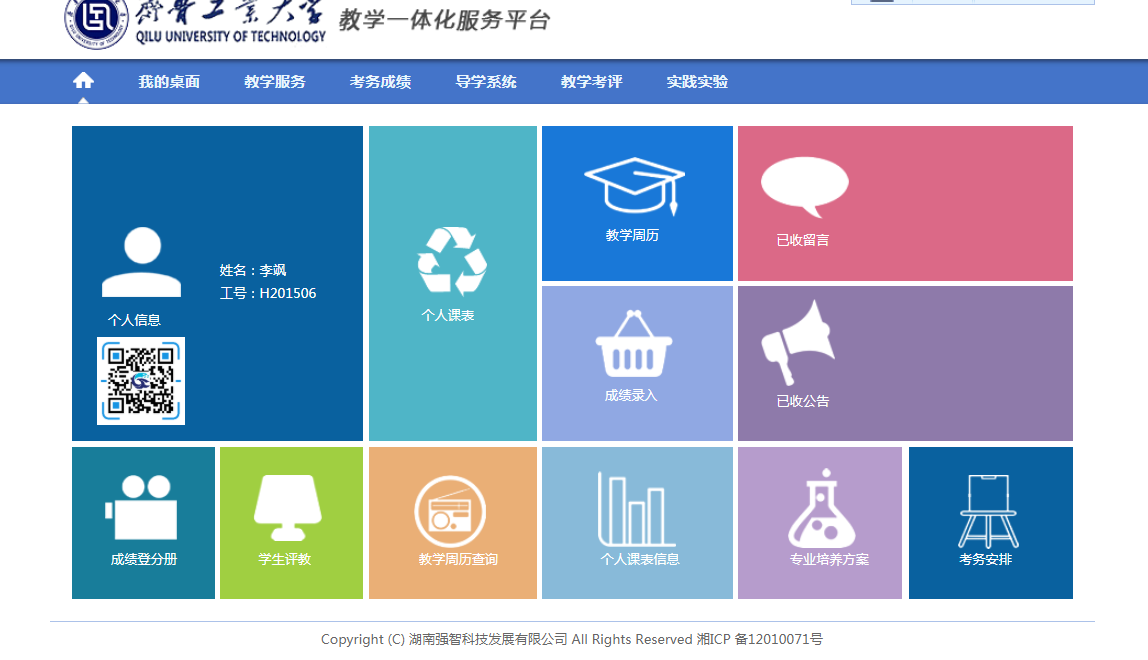 齐鲁工业大学
QILU UNIVERSITY OF TECHNOLOGY
教学一体化服务平台
我的桌面 教学服务 考务成绩 导学系统 教学考评 实践实验
姓名：李飒
工号：H201506
个人信息
个人课表
教学周历
已收留言
成绩录入
已收公告
成绩登分册
学生评教
教学周历查询
个人课表信息
专业培养方案
考务安排
Copyright (C) 湖南强智科技发展有限公司 All Rights Reserved 湘ICP 备12010071号